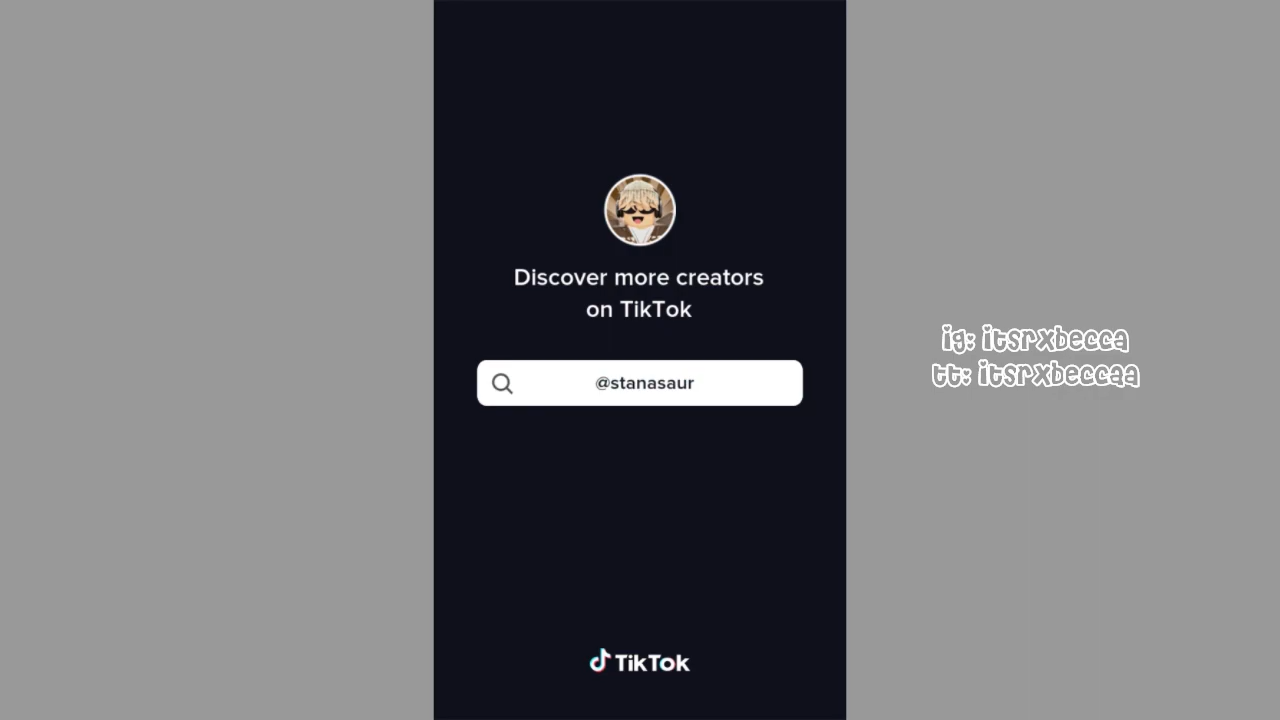 Discover more creators
on TikTok
@stanasaur
ig: itsrxbecca
tt: itsrxbeccaa
TikTok